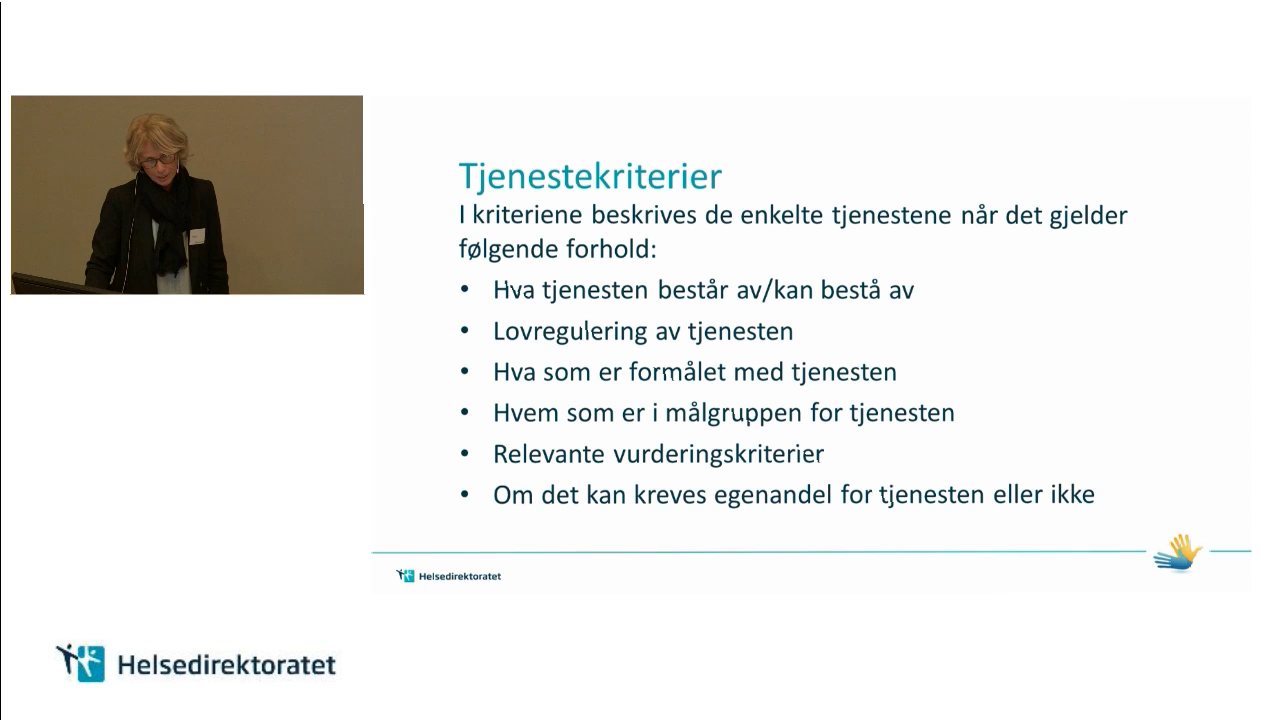 Tjenestekriterier
I kriteriene beskrives de enkelte tjenestene når det gjelder
følgende forhold:
• Hva tjenesten består av/kan bestå av
• Lovregulering av tjenesten
• Hva som er formålet med tjenesten
• Hvem som er i målgruppen for tjenesten
• Relevante vurderingskriterier
• Om det kan kreves egenandel for tjenesten eller ikke
Helsedirektoratet
Helsedirektoratet